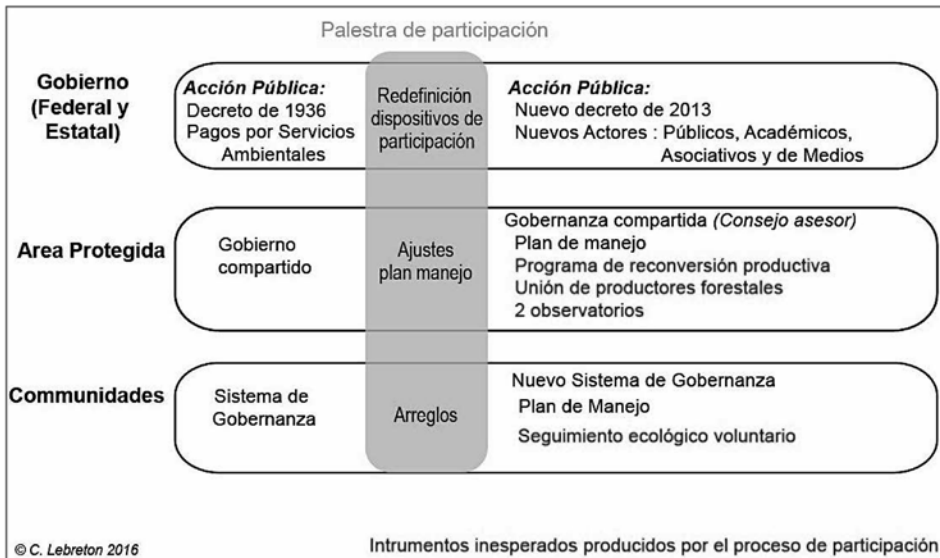 Palestra de participación
Gobierno
(Federal y
Estatal)
Acción Pública:
Decreto de 1936
Pagos por Servicios
Ambientales
Redefinición
dispositivos de
participación
Acción Pública:
Nuevo decreto de 2013
Nuevos Actores : Públicos, Académicos,
Asociativos y de Medios
Area Protegida
Gobierno
compartido
Ajustes
plan manejo
Gobernanza compartida (Consejo asesor)
Plan de manejo
Programa de reconversión productiva
Unión de productores forestales
2 observatorios
Communidades
Sistema de
Gobernanza
Arreglos
Nuevo Sistema de Gobernanza
Plan de Manejo
Seguimiento ecológico voluntario
© C. Lebreton 2016
Intrumentos inesperados producidos por el proceso de participación